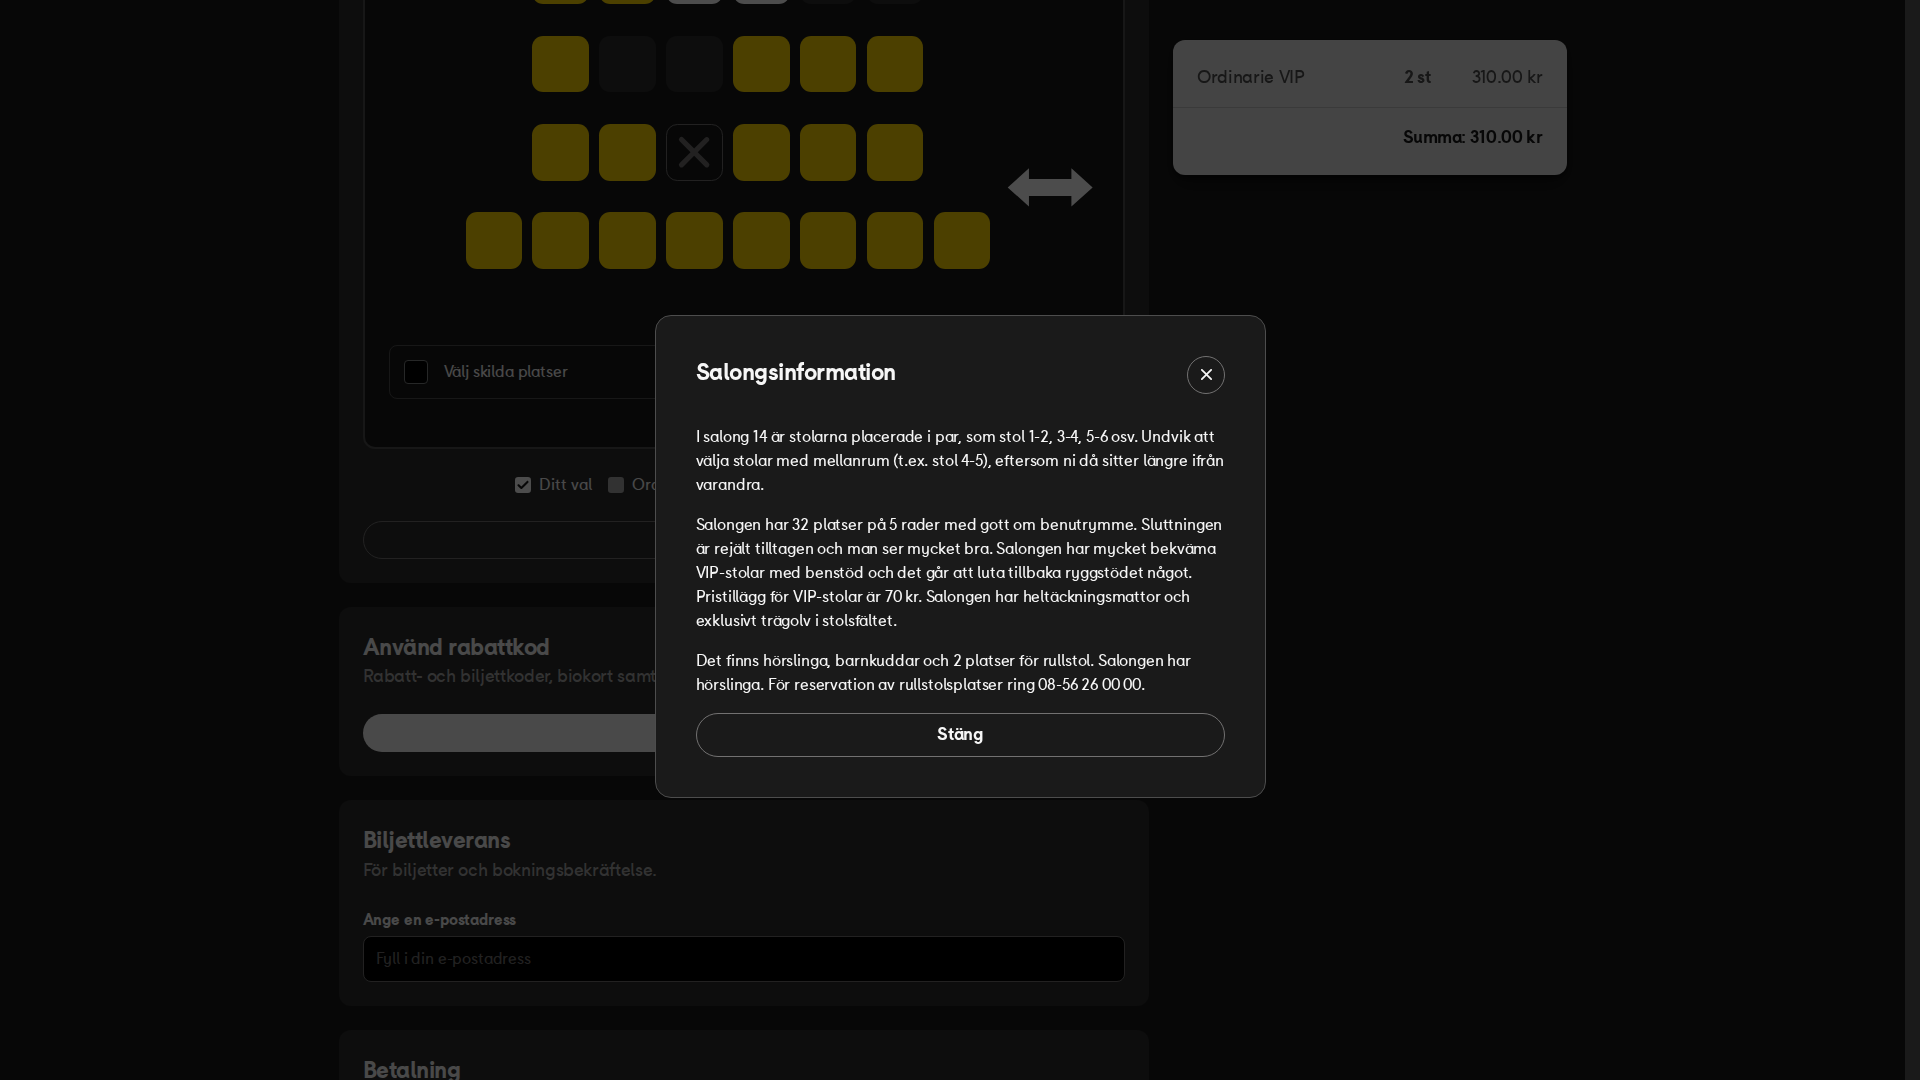 Ordinarie VIP 2 st 310.00 kr
Summa: 310.00 kr
Välj skilda platser
Ditt val
Salongsinformation
I salong 14 är stolarna placerade i par, som stol 1-2, 3-4, 5-6 osv. Undvik att
välja stolar med mellanrum (t.ex. stol 4-5), eftersom ni då sitter längre ifrån
varandra.
Salongen har 32 platser på 5 rader med gott om benutrymme. Sluttningen
är rejält tilltagen och man ser mycket bra. Salongen har mycket bekväma
VIP-stolar med benstöd och det går att luta tillbaka ryggstödet något.
Pristillägg för VIP-stolar är 70 kr. Salongen har heltäckningsmattor och
exklusivt trägolv i stolsfältet.
Det finns hörslinga, barnkuddar och 2 platser för rullstol. Salongen har
hörslinga. För reservation av rullstolsplatser ring 08-56 26 00 00.
Stäng
Använd rabattkod
Rabatt- och biljettkoder, biokort samt
Biljettleverans
För biljetter och bokningsbekräftelse.
Ange en e-postadress
Fyll i din e-postadress
Betalning